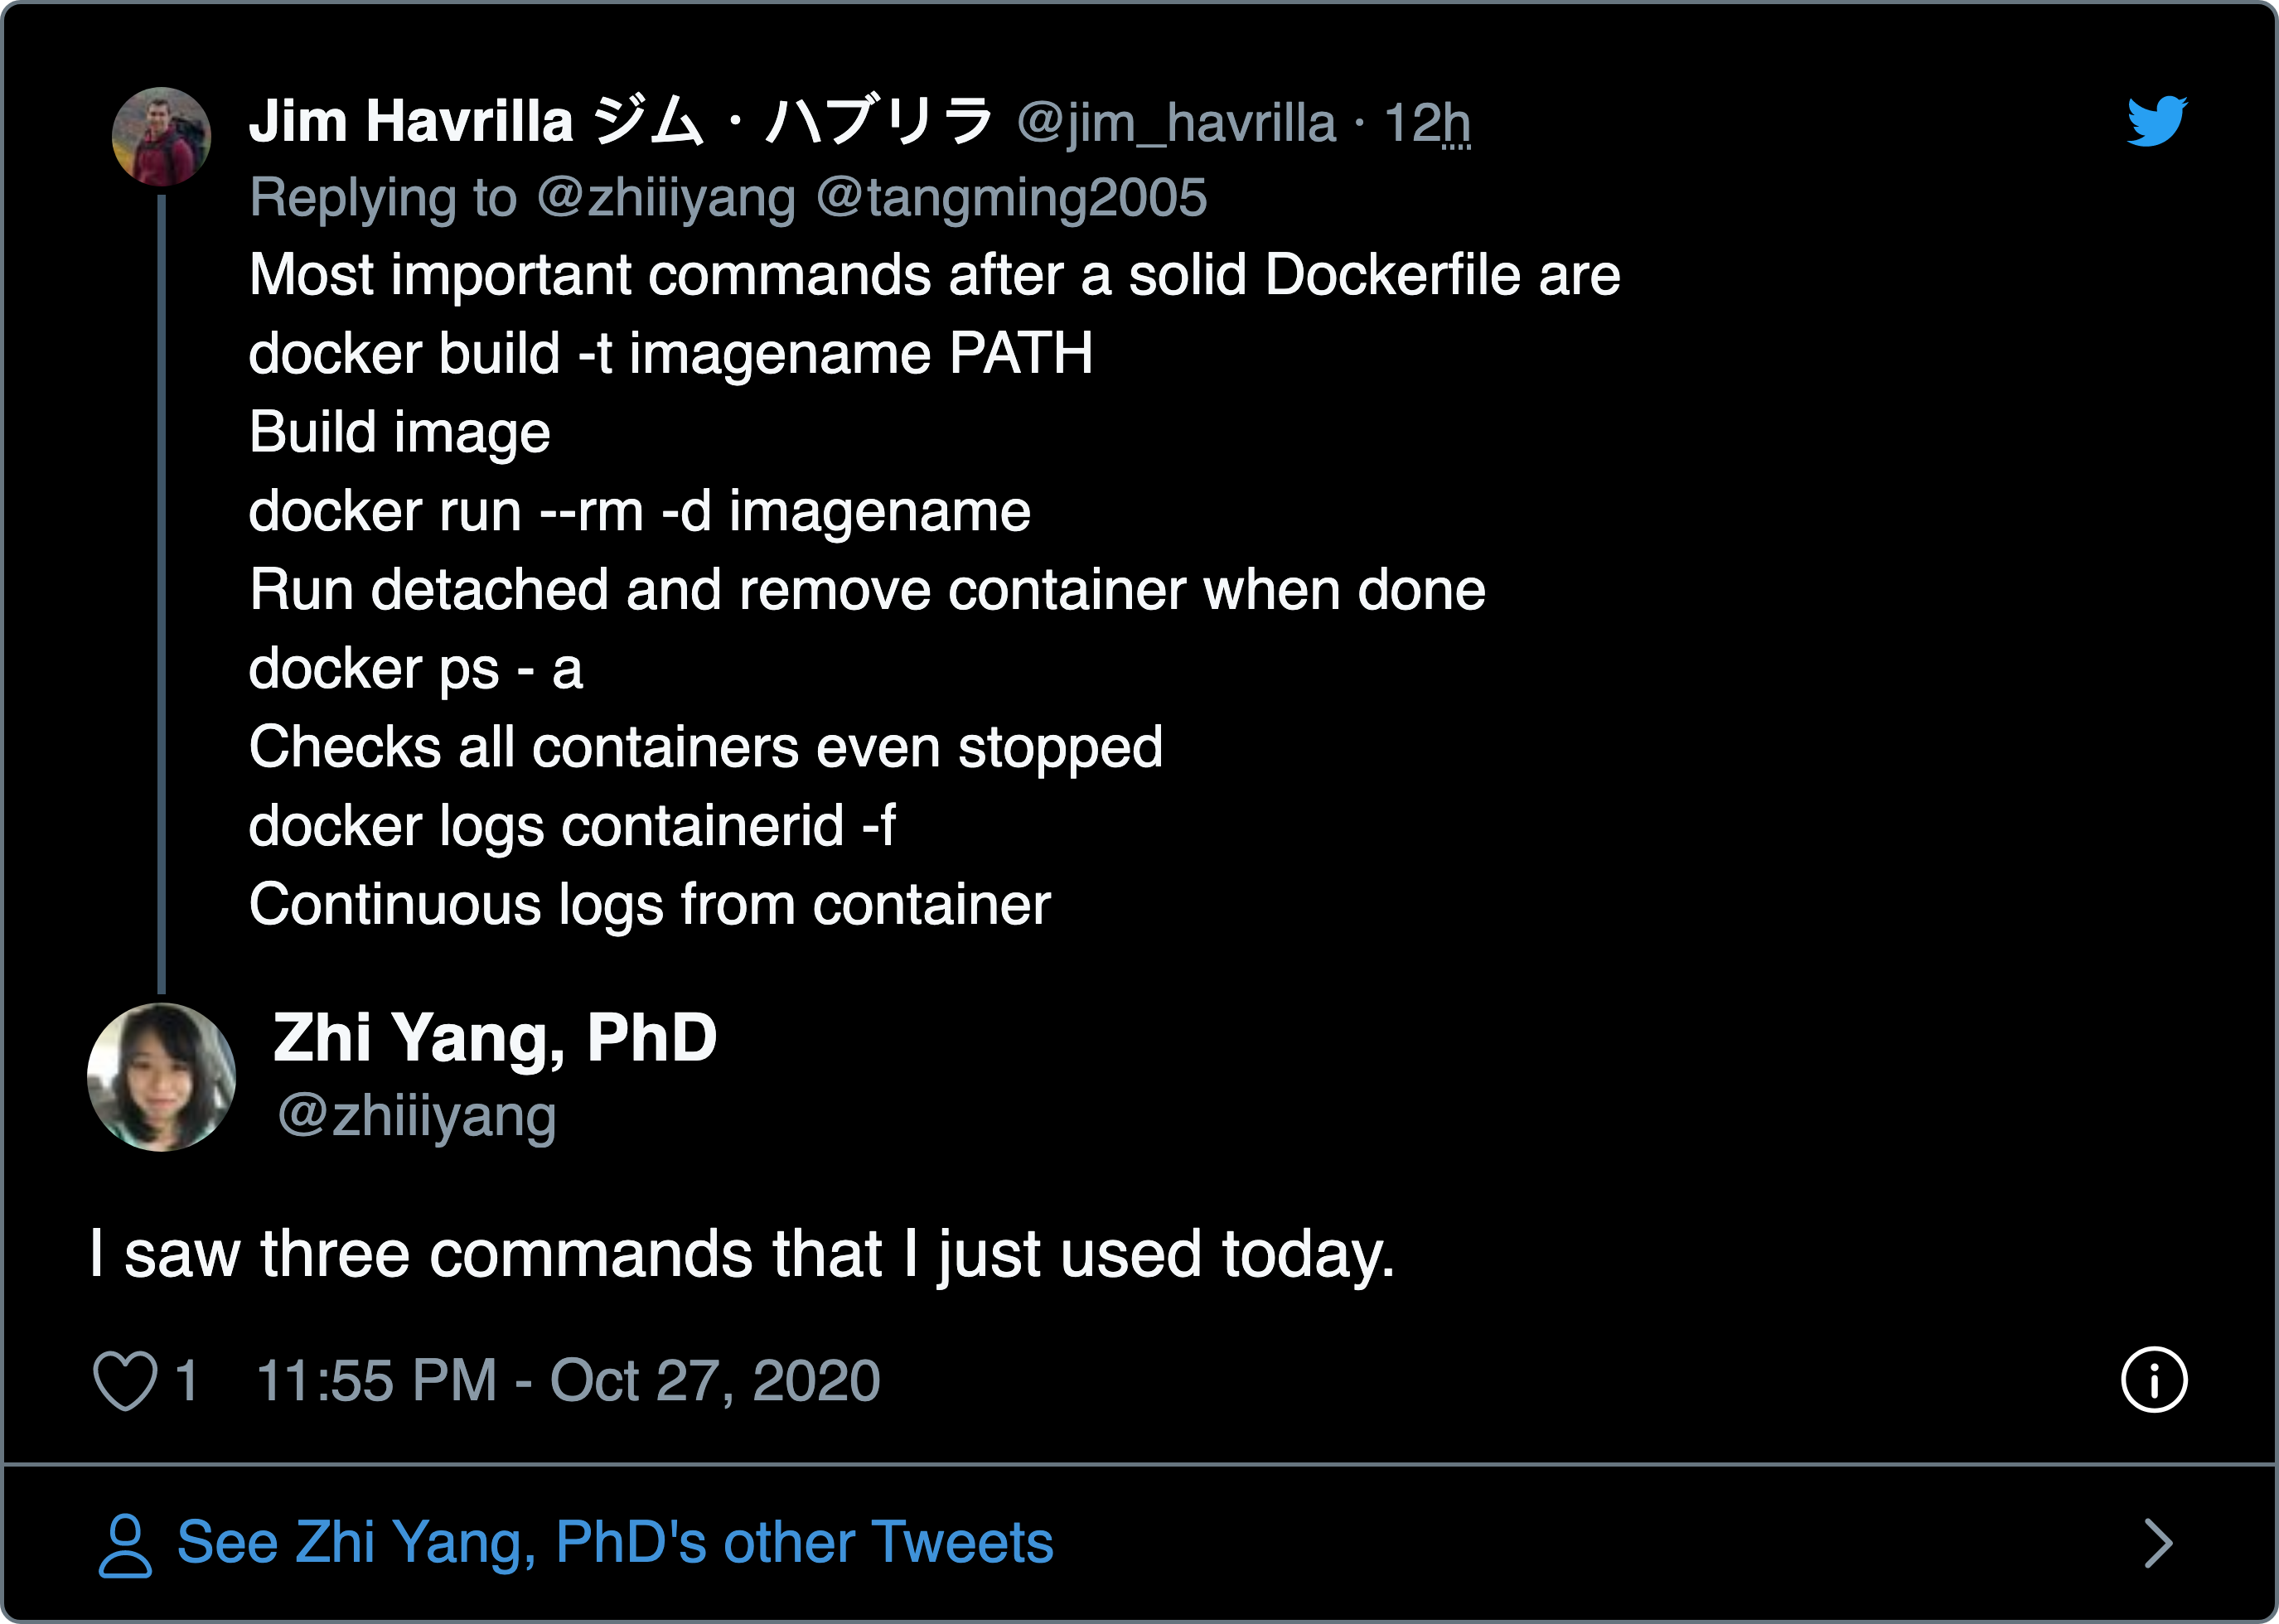 Jim Havrilla ジム・ハブリラ @jim_havrilla · 12h
Replying to @zhiiiyang @tangming2005
Most important commands after a solid Dockerfile are
docker build -t imagename PATH
Build image
docker run --rm -d imagename
Run detached and remove container when done
docker ps - a
Checks all containers even stopped
docker logs containerid -f
Continuous logs from container
Zhi Yang, PhD
@zhiiiyang
I saw three commands that I just used today.
1 11:55 PM - Oct 27, 2020
See Zhi Yang, PhD's other Tweets